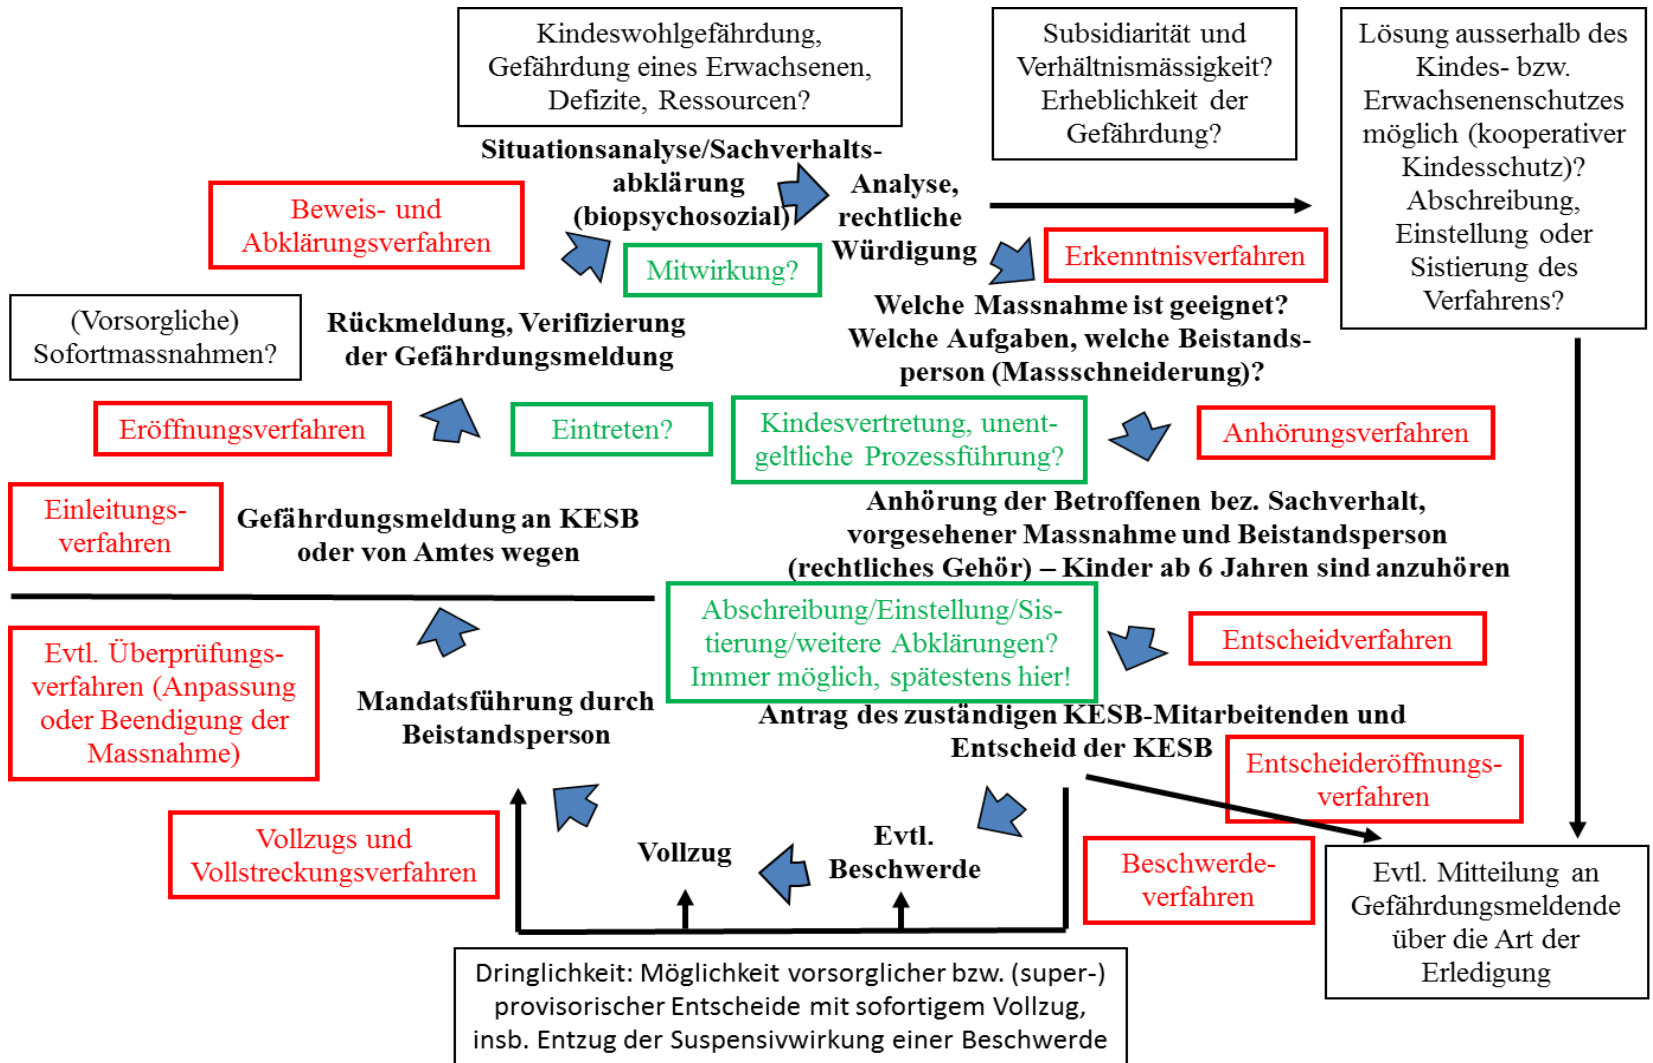 Kindeswohlgefährdung,
Gefährdung eines Erwachsenen,
Defizite, Ressourcen?
Subsidiarität und
Verhältnismässigkeit?
Erheblichkeit der
Gefährdung?
Lösung ausserhalb des
Kindes- bzw.
Erwachsenenschutzes
möglich (kooperativer
Kindesschutz)?
Abschreibung,
Einstellung oder
Sistierung des
Verfahrens?
Situationsanalyse/Sachverhalts-
abklärung
(biopsychosozial)
Analyse,
rechtliche
Würdigung
Beweis- und
Abklärungsverfahren
Mitwirkung?
Erkenntnisverfahren
(Vorsorgliche)
Sofortmassnahmen?
Rückmeldung, Verifizierung
der Gefährdungsmeldung
Welche Massnahme ist geeignet?
Welche Aufgaben, welche Beistands-
person (Massschneiderung)?
Eröffnungsverfahren
Eintreten?
Kindesvertretung, unent-
geltliche Prozessführung?
Anhörungsverfahren
Einleitungs-
verfahren
Gefährdungsmeldung an KESB
oder von Amtes wegen
Anhörung der Betroffenen bez. Sachverhalt,
vorgesehener Massnahme und Beistandsperson
(rechtliches Gehör) – Kinder ab 6 Jahren sind anzuhören
Abschreibung/Einstellung/Sis-
tierung/weitere Abklärungen?
Immer möglich, spätestens hier!
Entscheidverfahren
Evtl. Überprüfungs-
verfahren (Anpassung
oder Beendigung der
Massnahme)
Mandatsführung durch
Beistandsperson
Antrag des zuständigen KESB-Mitarbeitenden und
Entscheid der KESB
Entscheideröffnungs-
verfahren
Vollzugs und
Vollstreckungsverfahren
Vollzug
Evtl.
Beschwerde
Beschwerde-
verfahren
Evtl. Mitteilung an
Gefährdungsmeldende
über die Art der
Erledigung
Dringlichkeit: Möglichkeit vorsorglicher bzw. (super-)
provisorischer Entscheide mit sofortigem Vollzug,
insb. Entzug der Suspensivwirkung einer Beschwerde